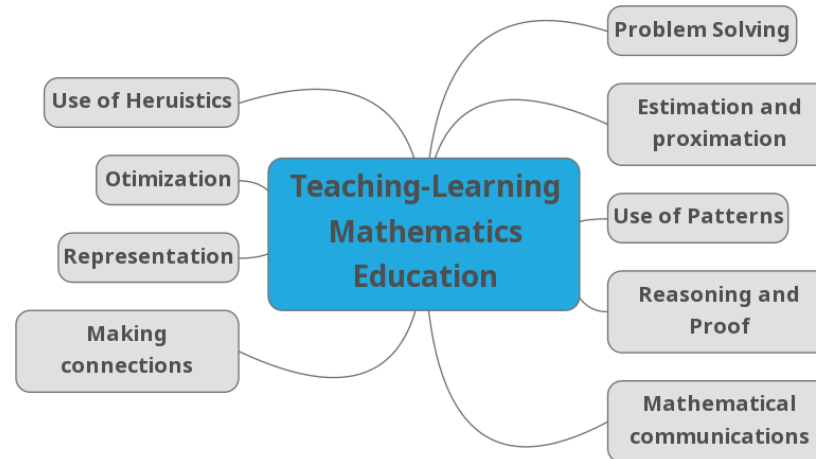 Problem Solving
Use of Heruistics
Estimation and
proximation
Otimization
Teaching-Learning
Mathematics
Education
Use of Patterns
Representation
Reasoning and
Proof
Making
connections
Mathematical
communications